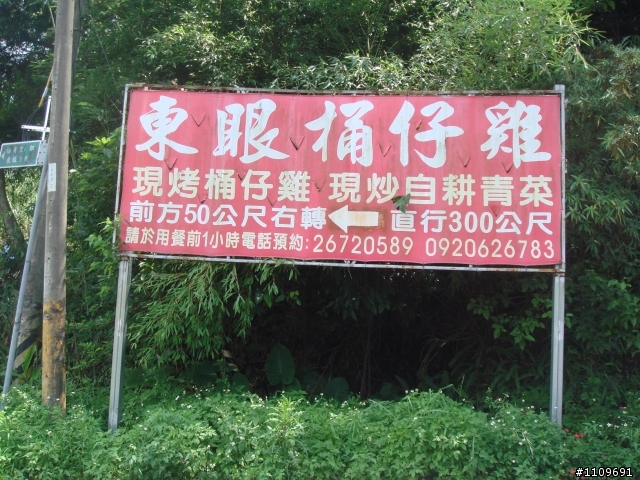 東眼桶仔雞
現烤桶仔雞 現炒自耕青菜
前方50公尺右轉 ← 直行300公尺
請於用餐前1小時電話預約:26720589 0920626783
#1109691